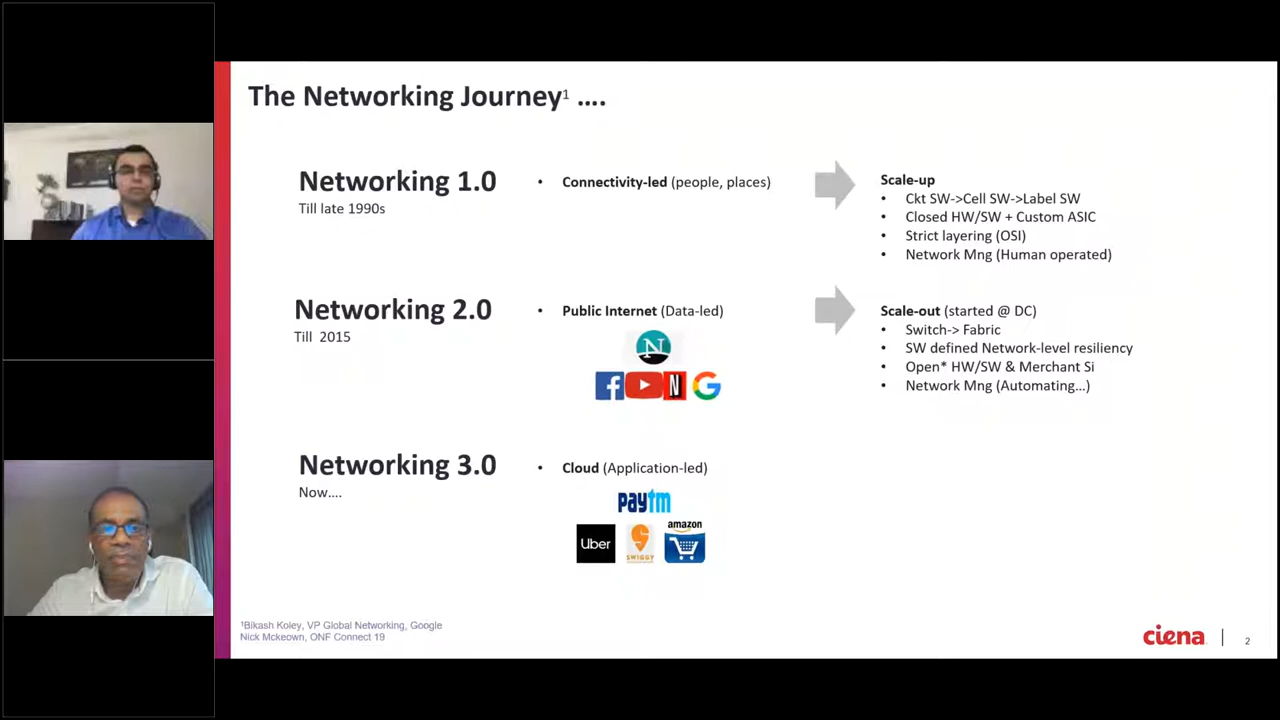 The Networking Journey¹ ....
Networking 1.0
Till late 1990s
• Connectivity-led (people, places)
Scale-up
• Ckt SW->Cell SW->Label SW
• Closed HW/SW + Custom ASIC
• Strict layering (OSI)
• Network Mng (Human operated)
Networking 2.0
Till 2015
• Public Internet (Data-led)
N
f N G
Scale-out (started @ DC)
• Switch-> Fabric
• SW defined Network-level resiliency
• Open* HW/SW & Merchant Si
• Network Mng (Automating...)
Networking 3.0
Now....
• Cloud (Application-led)
paytm
Uber
SWIGGY
amazon
¹Bikash Koley, VP Global Networking, Google
Nick Mckeown, ONF Connect 19
ciena
2